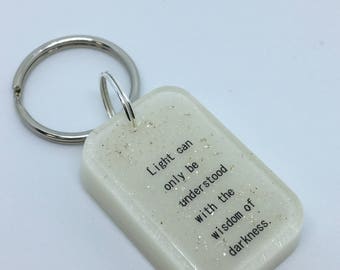 Light can
only be
understood
with the
wisdom of
darkness.